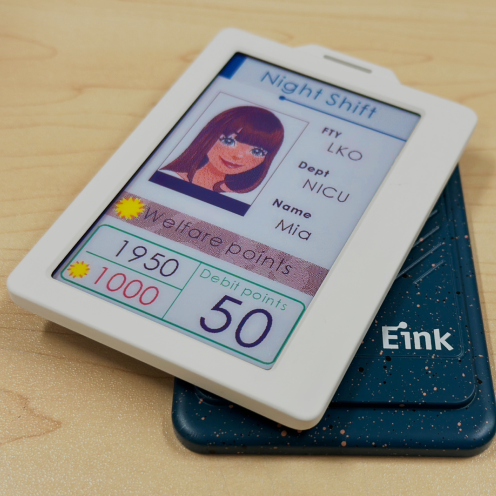 Night Shift
FTY
LKO
Dept
NICU
Name
Mia
Welfare points
1950
1000
Debit points
50
Eink